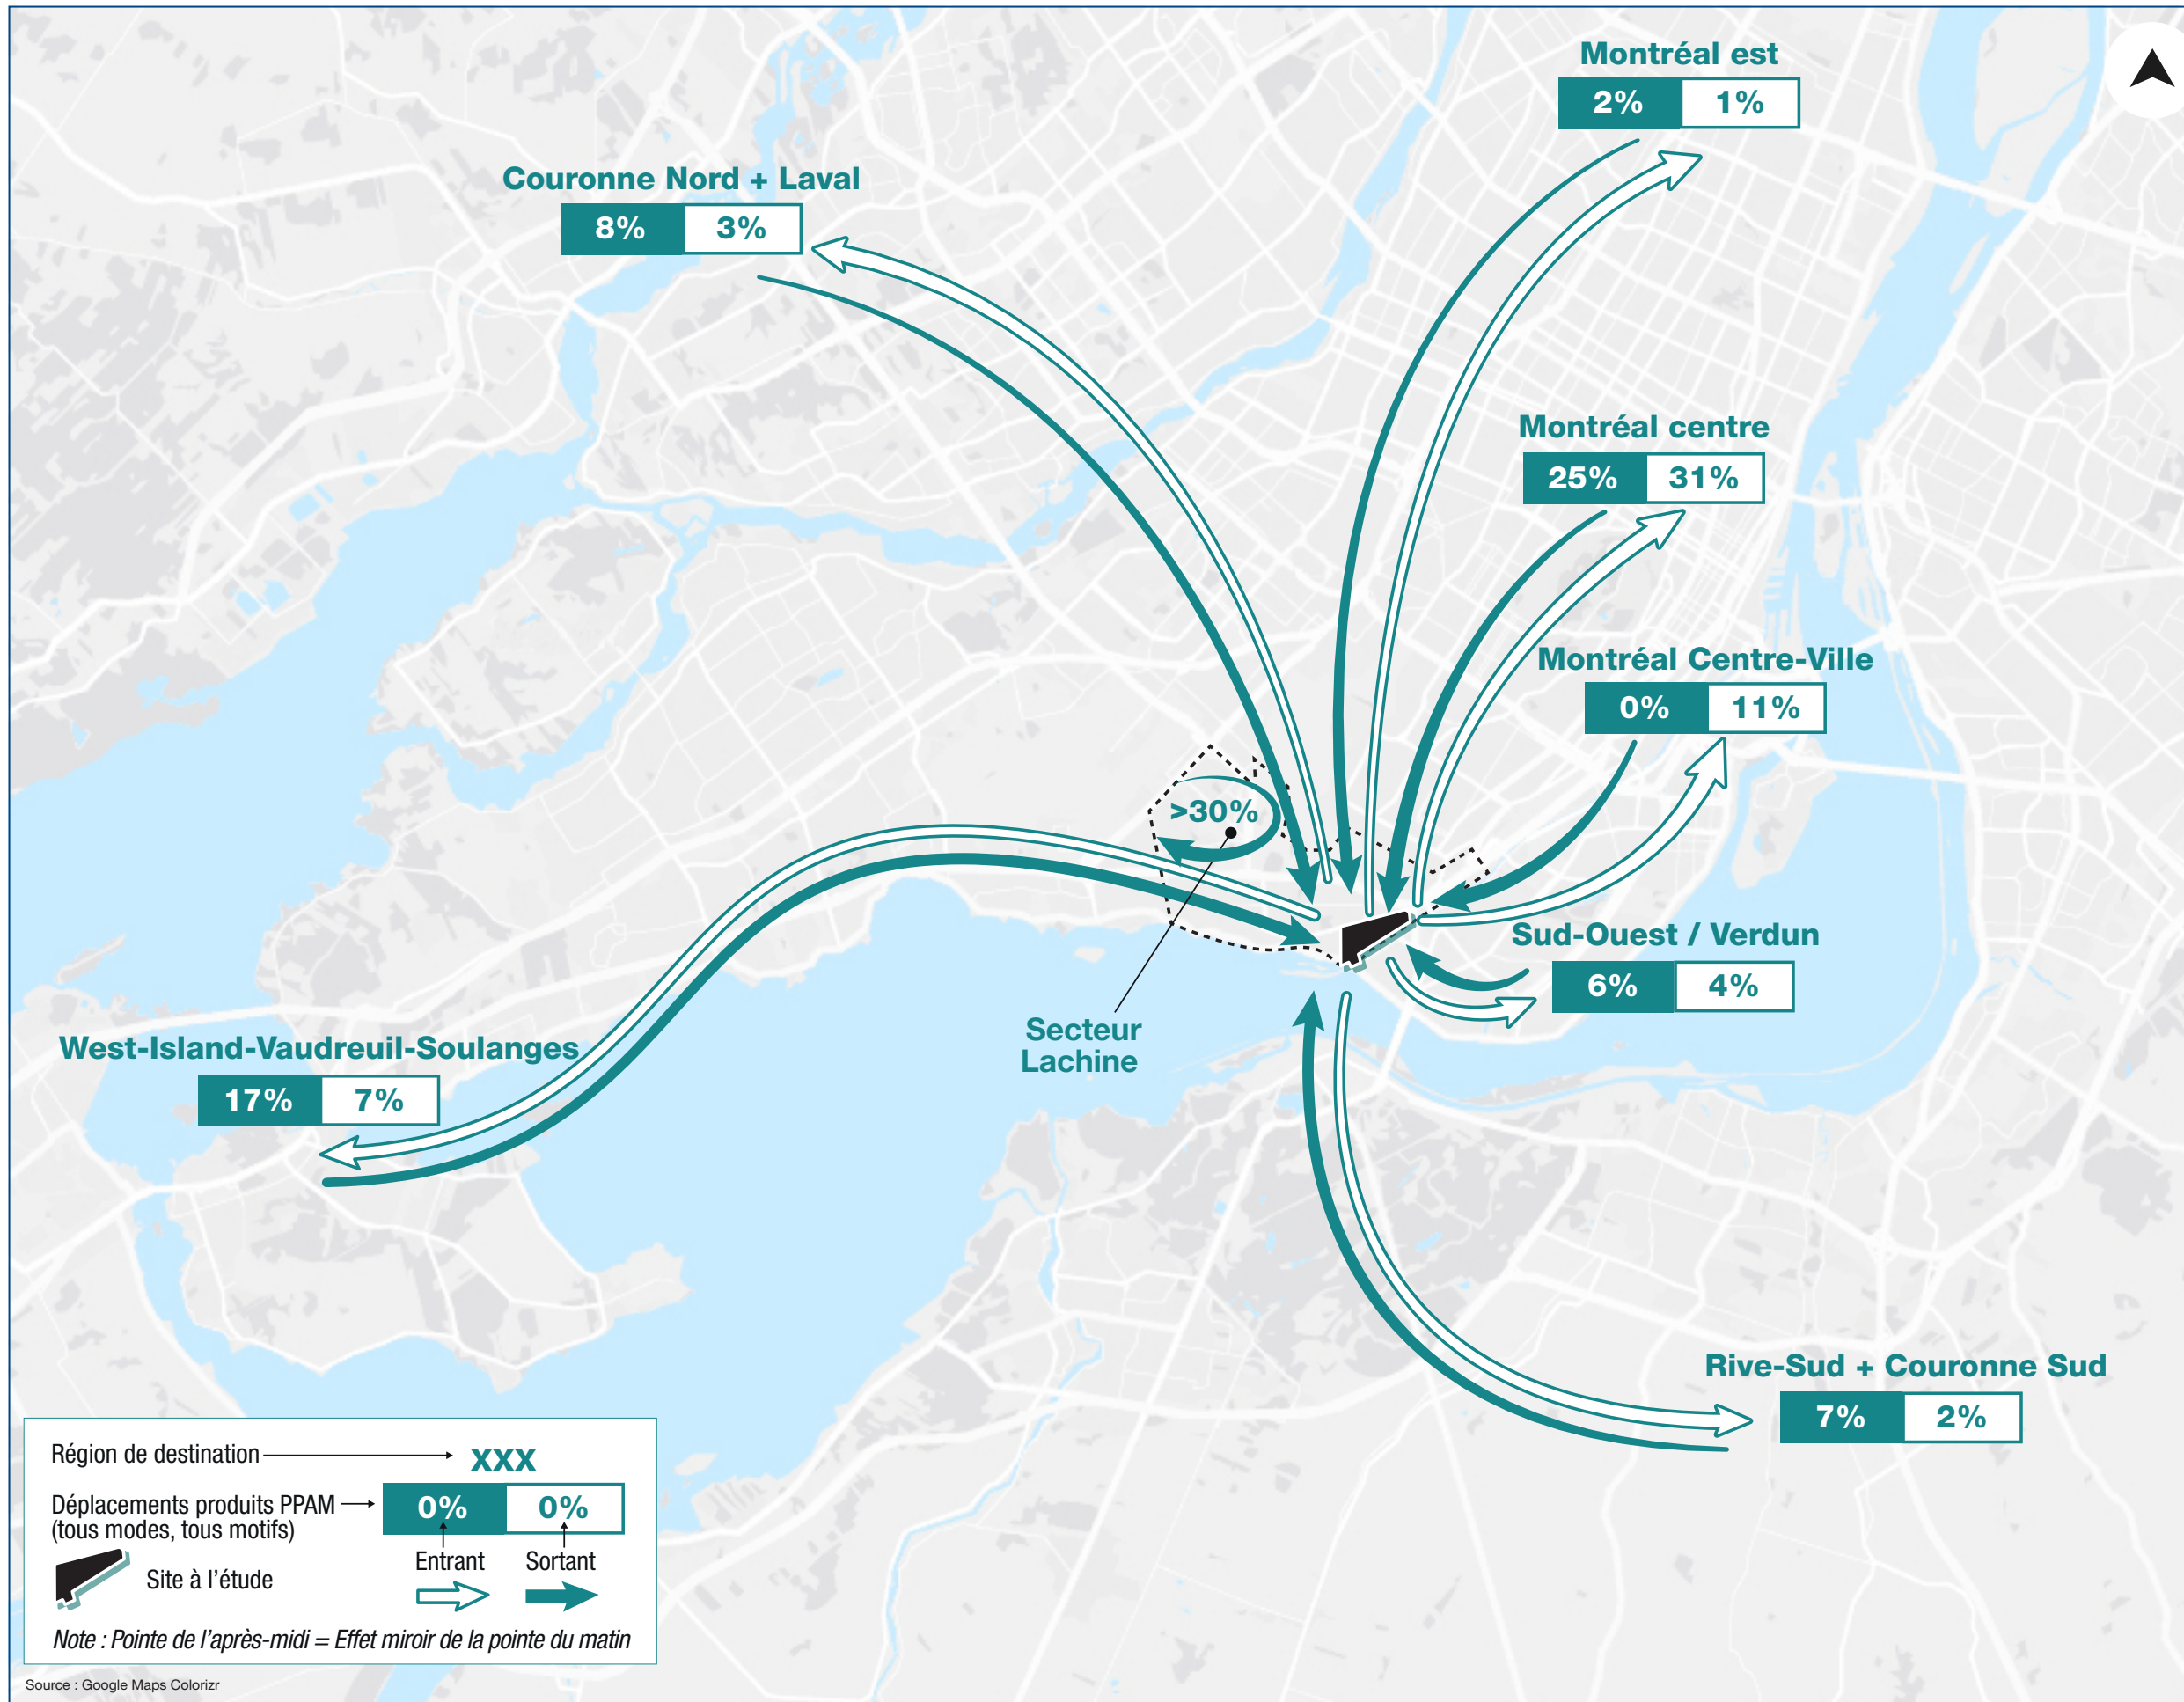 Montréal est
2% 1%
Couronne Nord + Laval
8% 3%
Montréal centre
25% 31%
Montréal Centre-Ville
0% 11%
>30%
Sud-Ouest / Verdun
6% 4%
Secteur
Lachine
West-Island-Vaudreuil-Soulanges
17% 7%
Rive-Sud + Couronne Sud
7% 2%
Région de destination
XXX
Déplacements produits PPAM
(tous modes, tous motifs)
0% 0%
Entrant Sortant
Site à l'étude
Note : Pointe de l'après-midi = Effet miroir de la pointe du matin
Source : Google Maps Colorizr